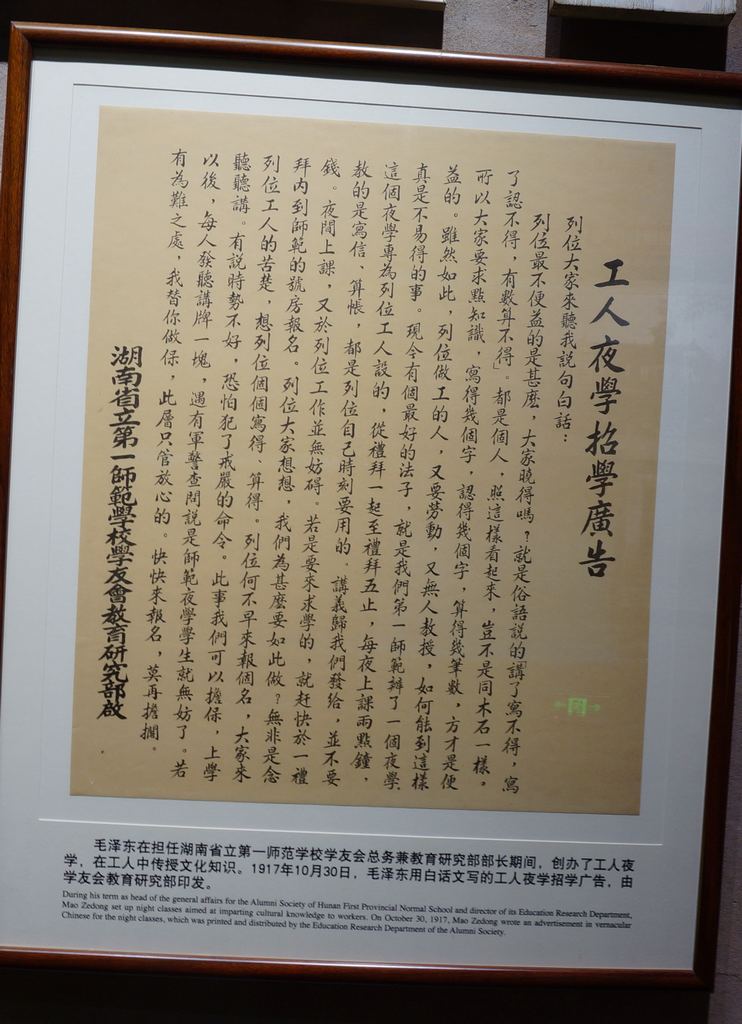 工人夜學招學廣告
列位大家來聽我說句白話：
列位最不便益的是甚麽，大家曉得嗎？就是俗語說的講了寫不得，寫
了認不得，有數算不得」。都是個人，照這樣看起來，豈不是同木石一樣。
所以大家要求點知識，寫得幾個字，認得幾個字，算得幾筆數，方才是便
益的。雖然如此，列位做工的人，又要勞動，又無人教授，如何能到這樣
真是不易得的事。現今有個最好的法子，就是我們第一師範辨了一個夜學
這個夜學專為列位工人設的，從禮拜一起至禮拜五止，每夜上課兩點鐘，
教的是寫信、算帳，都是列位自己時刻要用的。講義歸我們發給，並不要
錢。夜間上課，又於列位工作並無妨碍。若是要來求學的，就赶快於一禮
拜内到師範的號房報名。列位大家想想，我們為甚麽要如此做？無非是念
列位工人的苦楚，想列位個個寫得、算得。列位何不早來報個名，大家來
聽聽講。有說時勢不好，恐怕犯了戒嚴的命令。此事我們可以擔保，上學
以後，每人發聽講牌一塊，遇有軍警查問說是師範夜學學生就無妨了。若
有為難之處，我替你做保，此層只管放心的。快快來報名，莫再擔擱。
湖南省立第一師範學校學友會教育研究部啟
毛泽东在担任湖南省立第一师范学校学友会总务兼教育研究部部长期间，创办了工人夜
学，在工人中传授文化知识。1917年10月30日，毛泽东用白话文写的工人夜学招学广告，由
学友会教育研究部印发。
During his term as head of the general affairs for the Alumni Society of Hunan First Provincial Normal School and director of its Education Research Department,
Mao Zedong set up night classes aimed at imparting cultural knowledge to workers. On October 30, 1917, Mao Zedong wrote an advertisement in vernacular
Chinese for the night classes, which was printed and distributed by the Education Research Department of the Alumni Society.